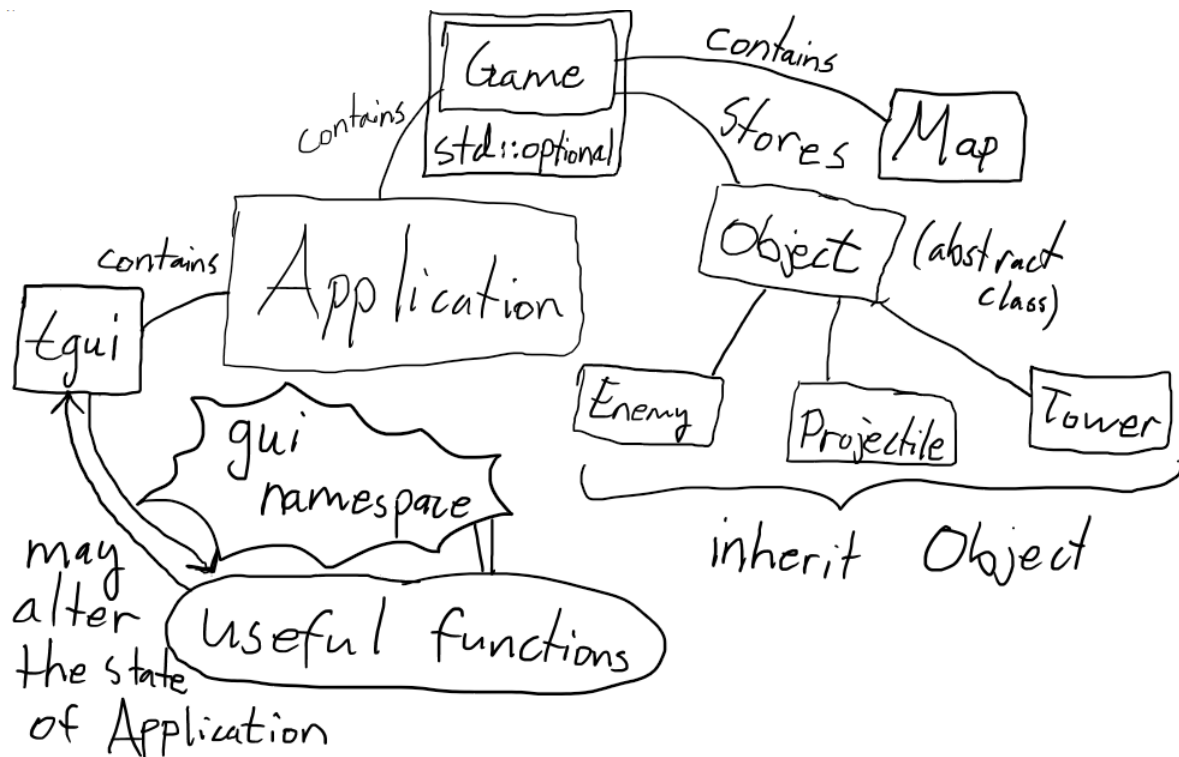 Game
std::optional
contains
contains
Map
Stores
Object
(abstract
class)
Application
contains
tgui
Enemy
Projectile
Tower
inherit Object
gui
namespace
useful functions
may
alter
the state
of Application